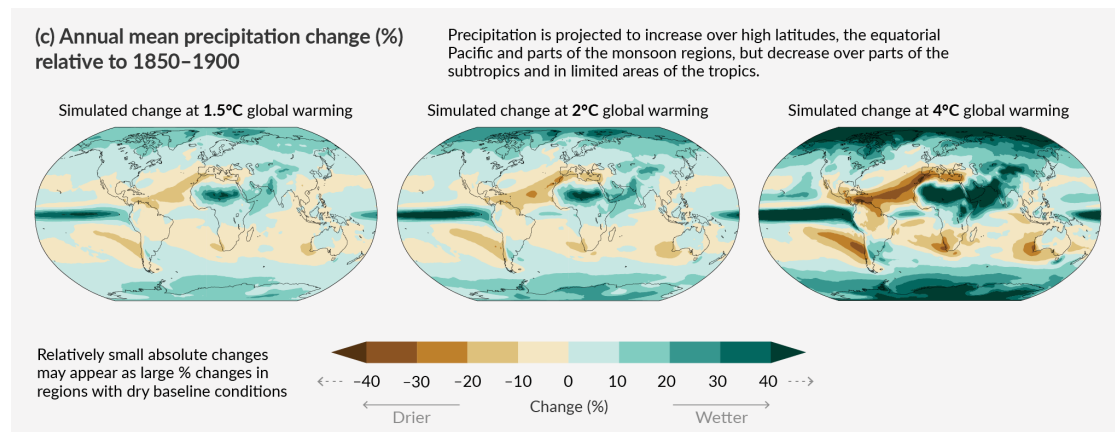 (c) Annual mean precipitation change (%)
relative to 1850–1900
Precipitation is projected to increase over high latitudes, the equatorial
Pacific and parts of the monsoon regions, but decrease over parts of the
subtropics and in limited areas of the tropics.
Simulated change at 1.5°C global warming
Simulated change at 2°C global warming
Simulated change at 4°C global warming
Relatively small absolute changes
may appear as large % changes in
regions with dry baseline conditions
–40 –30 –20 –10 0 10 20 30 40
Change (%)
Drier
Wetter